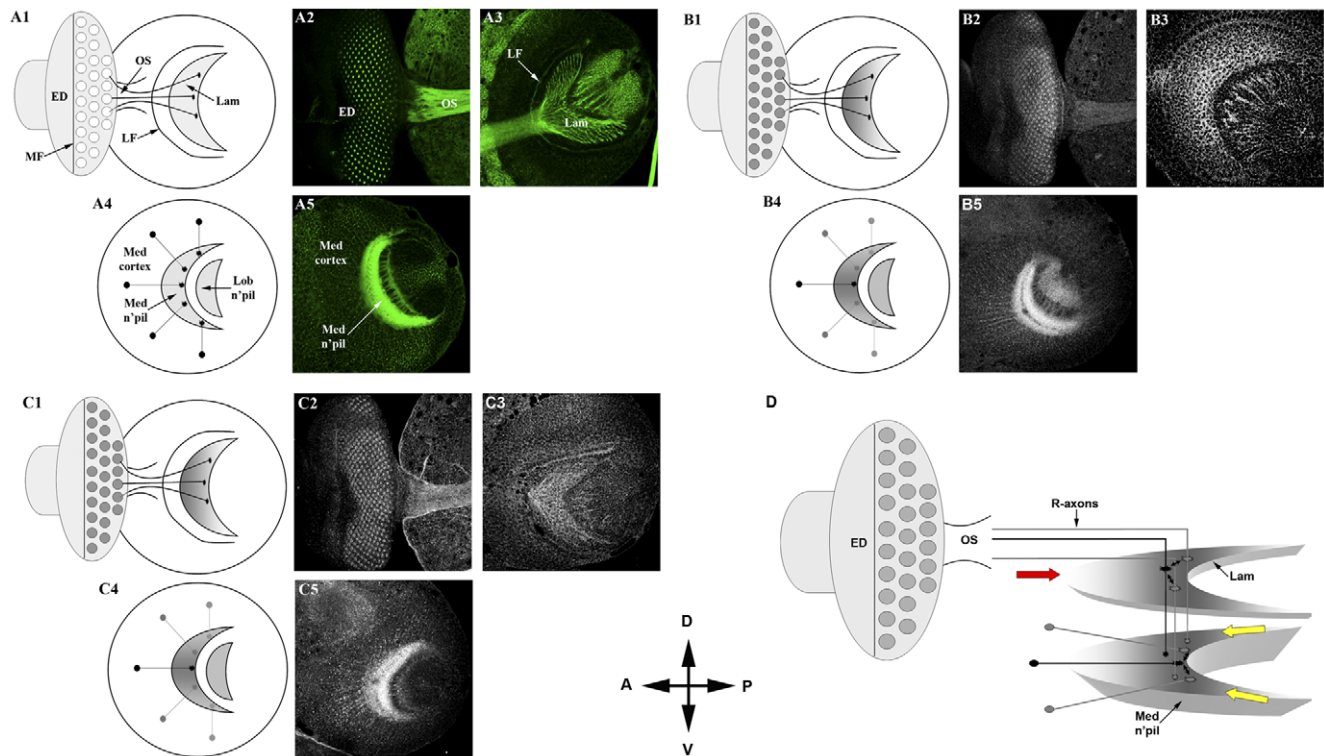 A1
OS
ED
Lam
MF
LF
A2
ED
OS
A3
LF
Lam
A4
Med
cortex
Med
n'pil
Lob
n'pil
A5
Med
cortex
Med
n'pil
B1
B2
B3
B4
B5
C1
C2
C3
C4
C5
D
A
P
V
D
ED
OS
R-axons
Lam
Med
n'pil